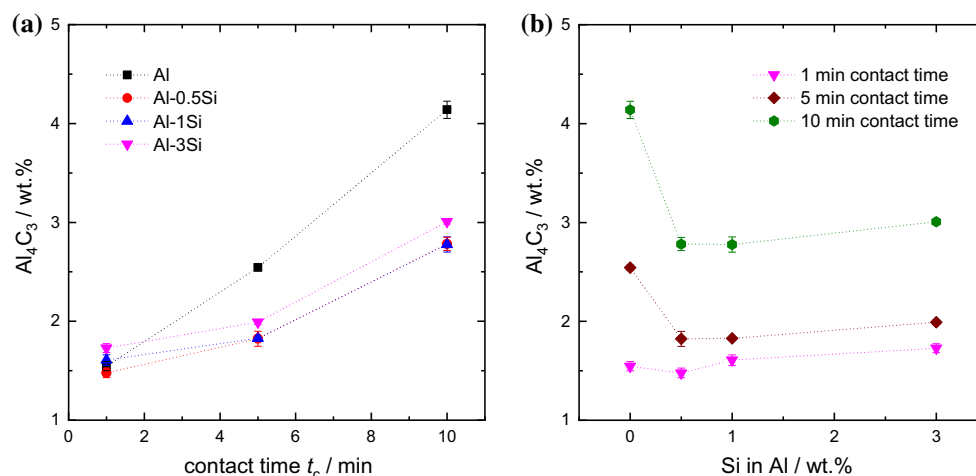 (a)
5
4
3
2
1
Al₄C₃ / wt.%
Al
Al-0.5Si
Al-1Si
Al-3Si
0
2
4
6
8
10
contact time t_c / min
(b)
5
4
3
2
1
Al₄C₃ / wt.%
1 min contact time
5 min contact time
10 min contact time
0
1
2
3
Si in Al / wt.%